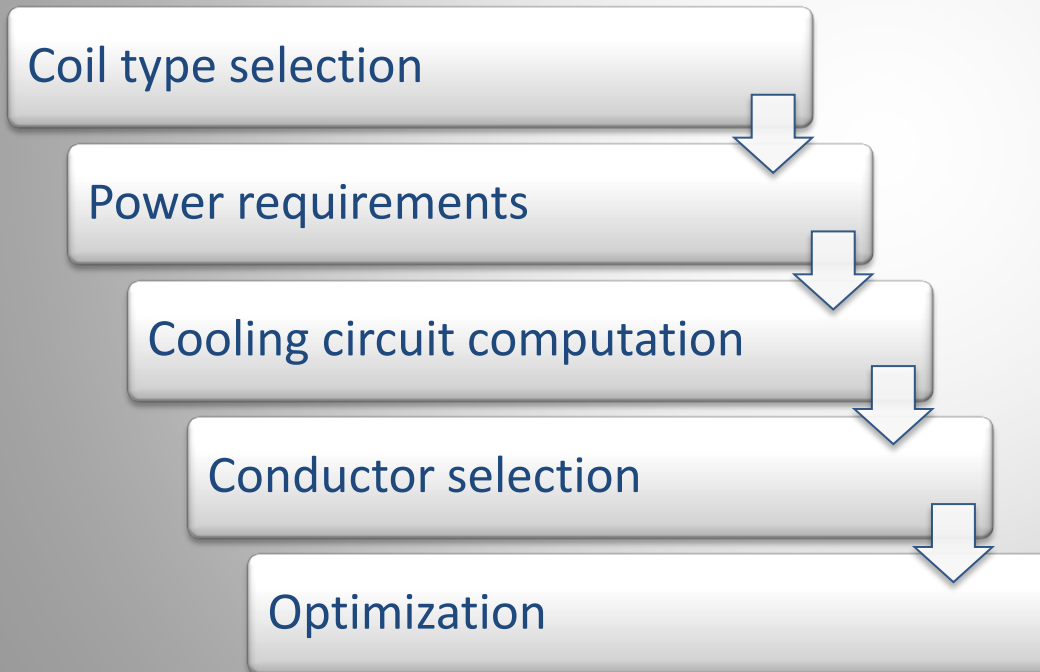 Coil type selection
Power requirements
Cooling circuit computation
Conductor selection
Optimization